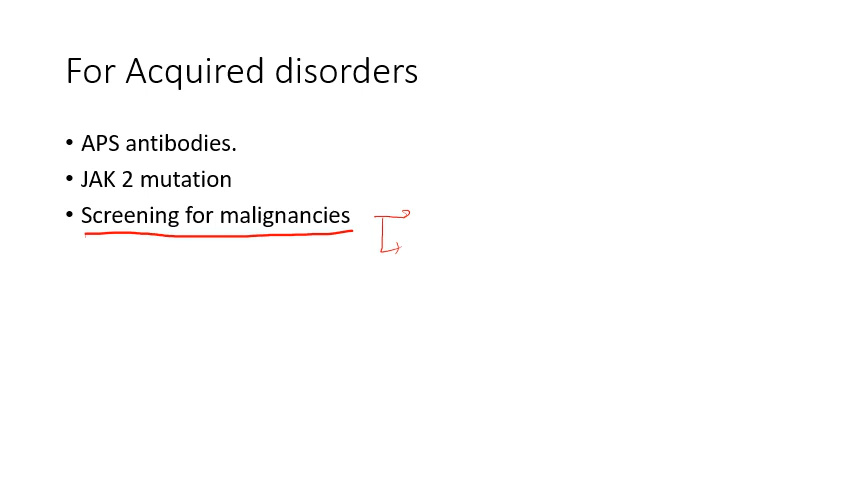 For Acquired disorders
• APS antibodies.
• JAK 2 mutation
• Screening for malignancies